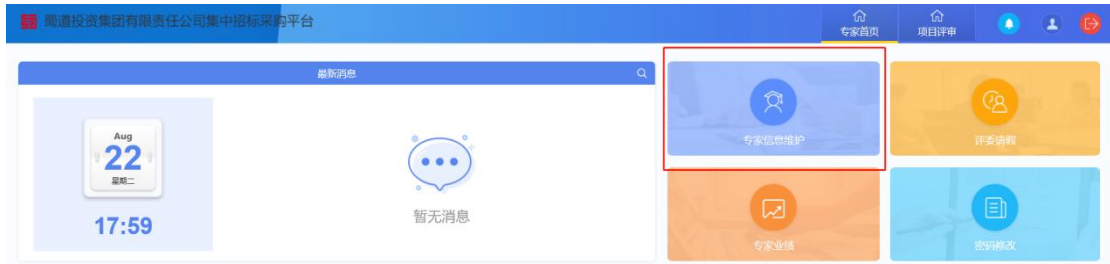 蜀道投资集团有限责任公司集中招标采购平台
专家首页
项目评审
最新消息
Aug
22
星期二
17:59
暂无消息
专家信息维护
评委请假
专家业绩
密码修改